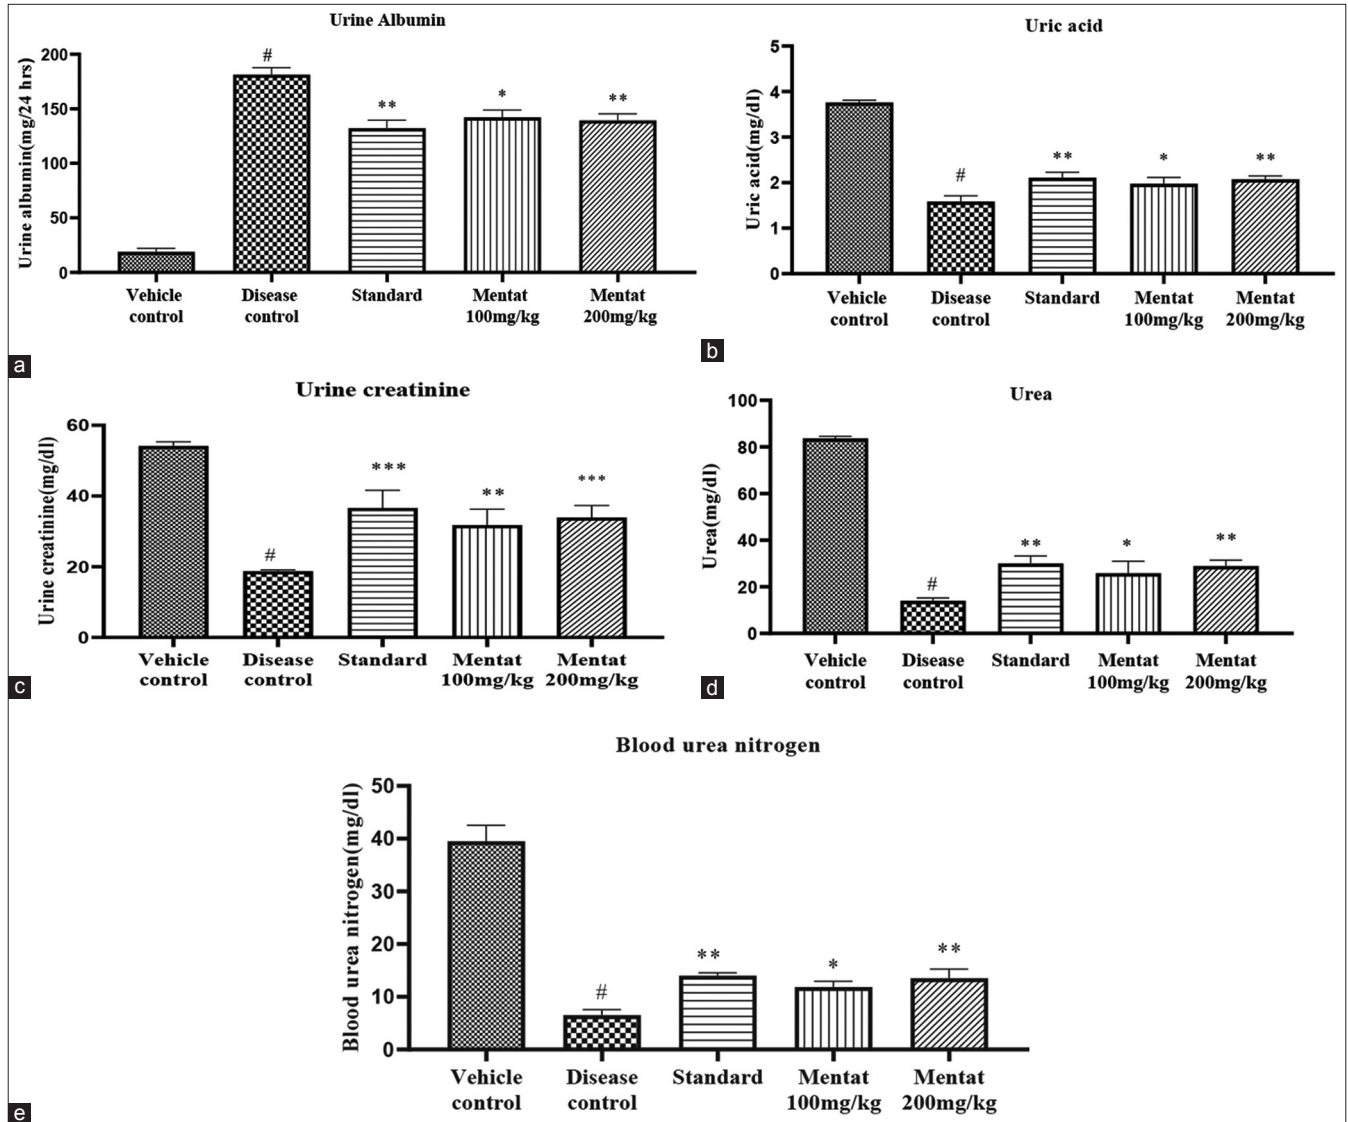 Urine Albumin
Urine albumin(mg/24 hrs)
200
150
100
50
0
#
**
*
**
Vehicle control
Disease control
Standard
Mentat 100mg/kg
Mentat 200mg/kg
a
Uric acid
Uric acid(mg/dl)
5
4
3
2
1
0
#
**
*
**
Vehicle control
Disease control
Standard
Mentat 100mg/kg
Mentat 200mg/kg
b
Urine creatinine
Urine creatinine(mg/dl)
60
40
20
0
#
***
**
***
Vehicle control
Disease control
Standard
Mentat 100mg/kg
Mentat 200mg/kg
c
Urea
Urea(mg/dl)
100
80
60
40
20
0
#
**
*
**
Vehicle control
Disease control
Standard
Mentat 100mg/kg
Mentat 200mg/kg
d
Blood urea nitrogen
Blood urea nitrogen(mg/dl)
50
40
30
20
10
0
#
**
*
**
Vehicle control
Disease control
Standard
Mentat 100mg/kg
Mentat 200mg/kg
e